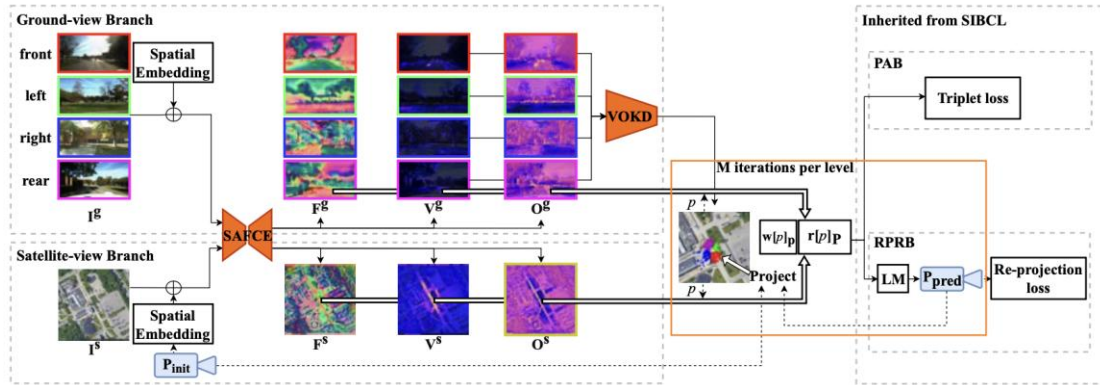 Ground-view Branch
front
left
right
rear
I^g
Spatial
Embedding
SAFCE
F^g
V^g
O^g
VOKD
Satellite-view Branch
I^s
Spatial
Embedding
P_init
F^s
V^s
O^s
M iterations per level
p
p
Project
w[p]_P
r[p]_P
Inherited from SIBCL
PAB
Triplet loss
RPRB
LM
P_pred
Re-projection
loss